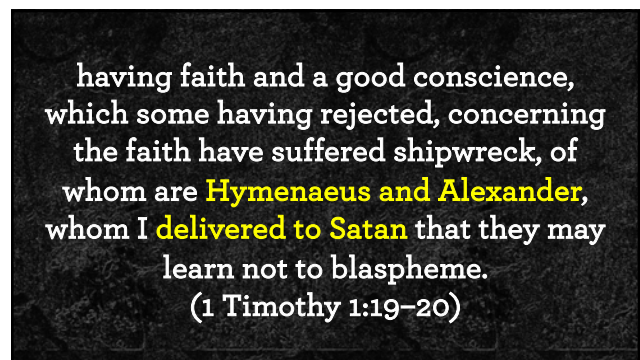 having faith and a good conscience,
which some having rejected, concerning
the faith have suffered shipwreck, of
whom are Hymenaeus and Alexander,
whom I delivered to Satan that they may
learn not to blaspheme.
(1 Timothy 1:19–20)